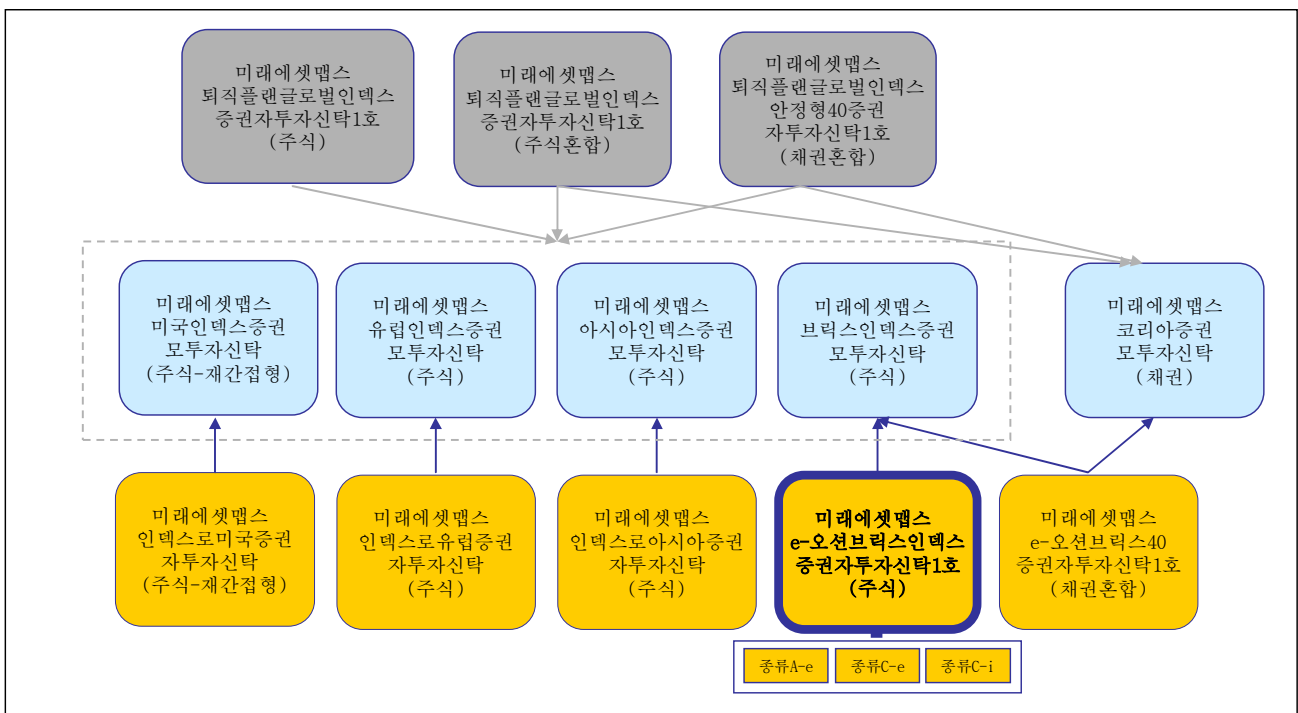 미래에셋맵스
퇴직플랜글로벌인덱스
증권자투자신탁1호
(주식)
미래에셋맵스
퇴직플랜글로벌인덱스
증권자투자신탁1호
(주식혼합)
미래에셋맵스
퇴직플랜글로벌인덱스
안정형40증권
자투자신탁1호
(채권혼합)
미래에셋맵스
미국인덱스증권
모투자신탁
(주식-재간접형)
미래에셋맵스
유럽인덱스증권
모투자신탁
(주식)
미래에셋맵스
아시아인덱스증권
모투자신탁
(주식)
미래에셋맵스
브릭스인덱스증권
모투자신탁
(주식)
미래에셋맵스
코리아증권
모투자신탁
(채권)
미래에셋맵스
인덱스로미국증권
자투자신탁
(주식-재간접형)
미래에셋맵스
인덱스로유럽증권
자투자신탁
(주식)
미래에셋맵스
인덱스로아시아증권
자투자신탁
(주식)
미래에셋맵스
e-오션브릭스인덱스
증권자투자신탁1호
(주식)
미래에셋맵스
e-오션브릭스40
증권자투자신탁1호
(채권혼합)
종류A-e
종류C-e
종류C-i